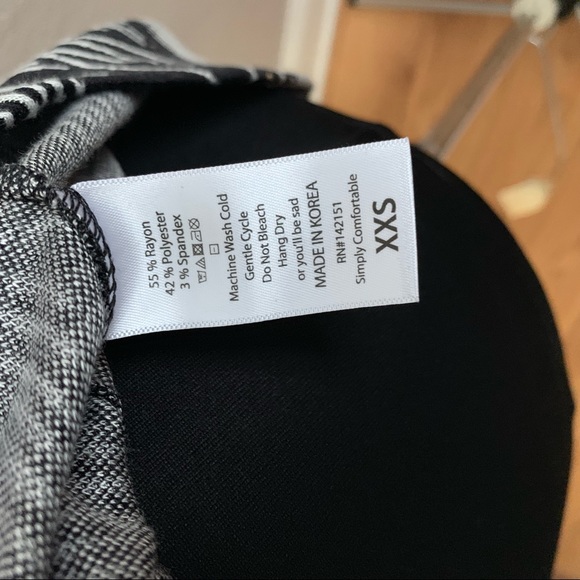 55 % Rayon
42 % Polyester
3 % Spandex
Machine Wash Cold
Gentle Cycle
Do Not Bleach
Hang Dry
or you'll be sad
MADE IN KOREA
RN#142151
Simply Comfortable
XXS